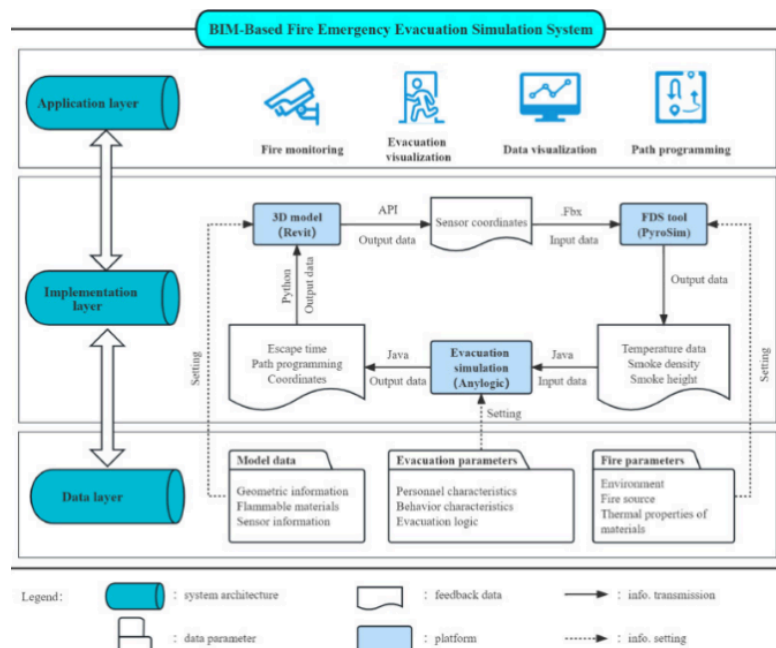 BIM-Based Fire Emergency Evacuation Simulation System
Application layer
Fire monitoring
Evacuation
visualization
Data visualization
Path programming
Implementation
layer
3D model
(Revit)
API
Output data
Sensor coordinates
.Fbx
Input data
FDS tool
(PyroSim)
Python
Output data
Output data
Setting
Setting
Escape time
Path programming
Coordinates
Java
Output data
Evacuation
simulation
(Anylogic)
Java
Input data
Temperature data
Smoke density
Smoke height
Setting
Data layer
Model data
Geometric information
Flammable materials
Sensor information
Evacuation parameters
Personnel characteristics
Behavior characteristics
Evacuation logic
Fire parameters
Environment
Fire source
Thermal properties of
materials
Legend:
: system architecture
: feedback data
: info. transmission
: data parameter
: platform
: info. setting